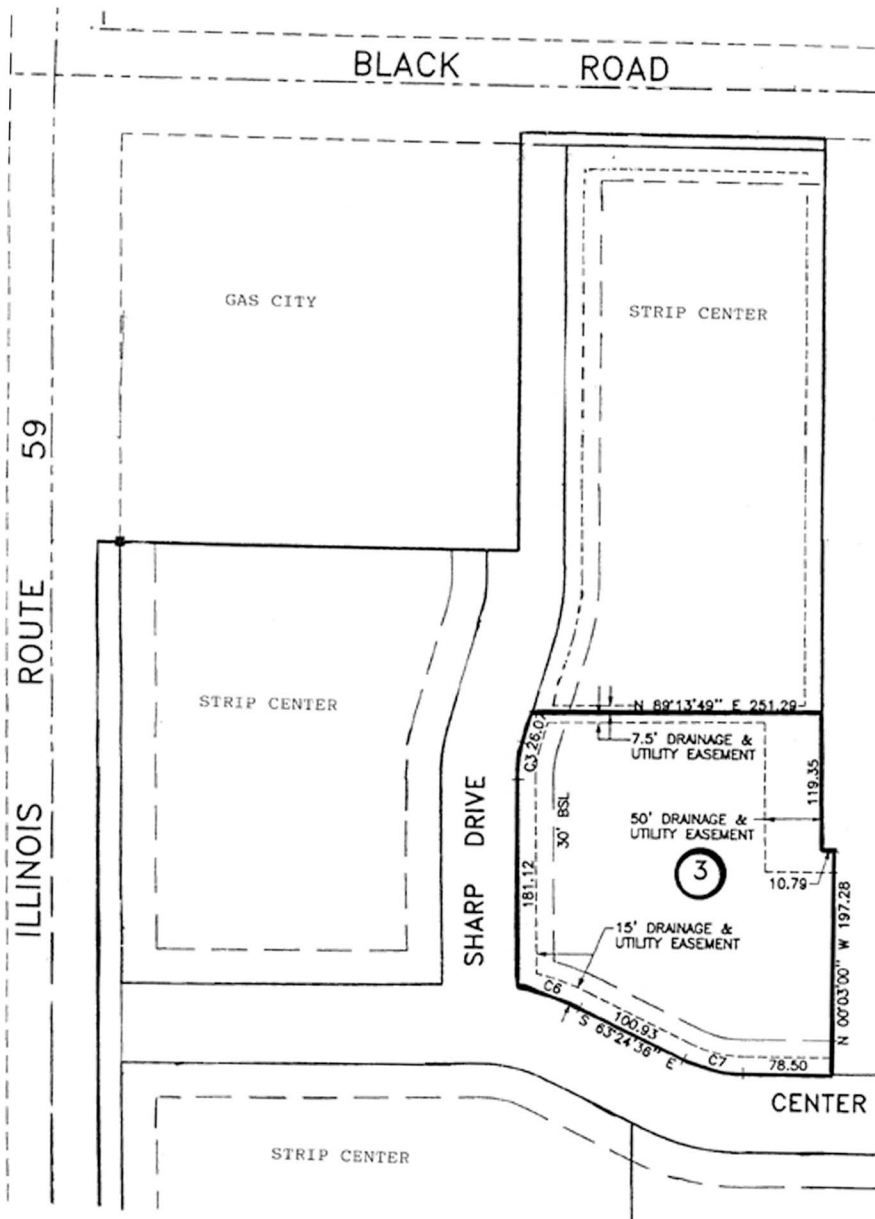 BLACK ROAD
GAS CITY
STRIP CENTER
ILLINOIS ROUTE 59
STRIP CENTER
SHARP DRIVE
N 89°13'49" E 251.29
C3 26.07
7.5' DRAINAGE &
UTILITY EASEMENT
119.35
30' BSL
50' DRAINAGE &
UTILITY EASEMENT
3
10.79
181.12
N 00°03'00" W 197.28
15' DRAINAGE &
UTILITY EASEMENT
C6
100.93
S 63°24'36" E
C7
78.50
CENTER
STRIP CENTER